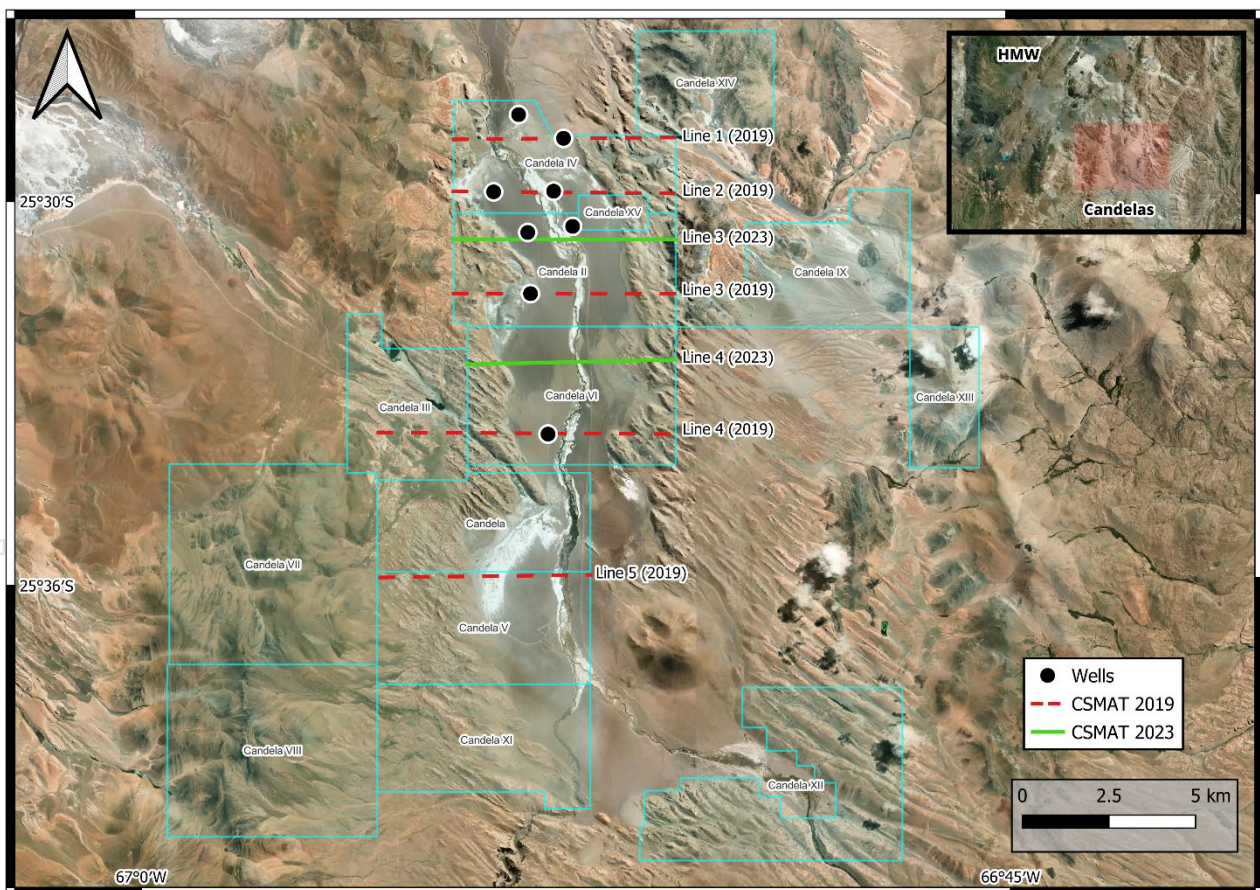 HMW
Candelas
Candela XIV
Line 1 (2019)
Candela IV
Line 2 (2019)
25°30'S
Candela XV
Line 3 (2023)
Candela II
Candela IX
Line 3 (2019)
Line 4 (2023)
Candela VI
Candela III
Candela XIII
Line 4 (2019)
Candela
Candela VII
Line 5 (2019)
25°36'S
Candela V
Wells
CSMAT 2019
CSMAT 2023
Candela VIII
Candela XI
Candela XII
0 2.5 5 km
67°0'W
66°45'W